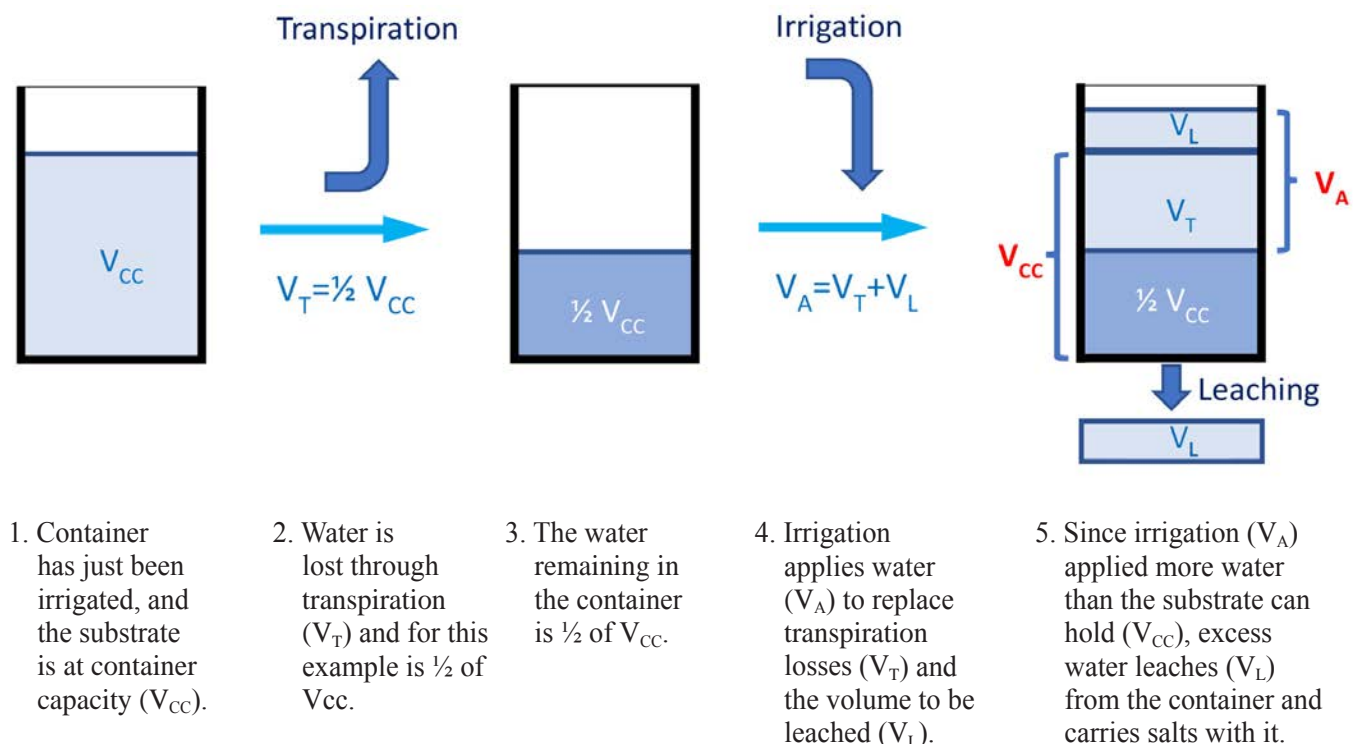 Transpiration
Irrigation
V_CC
V_T=½ V_CC
½ V_CC
V_A=V_T+V_L
V_L
V_T
½ V_CC
V_CC
V_A
Leaching
V_L
1. Container
has just been
irrigated, and
the substrate
is at container
capacity (V_CC).
2. Water is
lost through
transpiration
(V_T) and for this
example is ½ of
Vcc.
3. The water
remaining in
the container
is ½ of V_CC.
4. Irrigation
applies water
(V_A) to replace
transpiration
losses (V_T) and
the volume to be
leached (V_L).
5. Since irrigation (V_A)
applied more water
than the substrate can
hold (V_CC), excess
water leaches (V_L)
from the container and
carries salts with it.